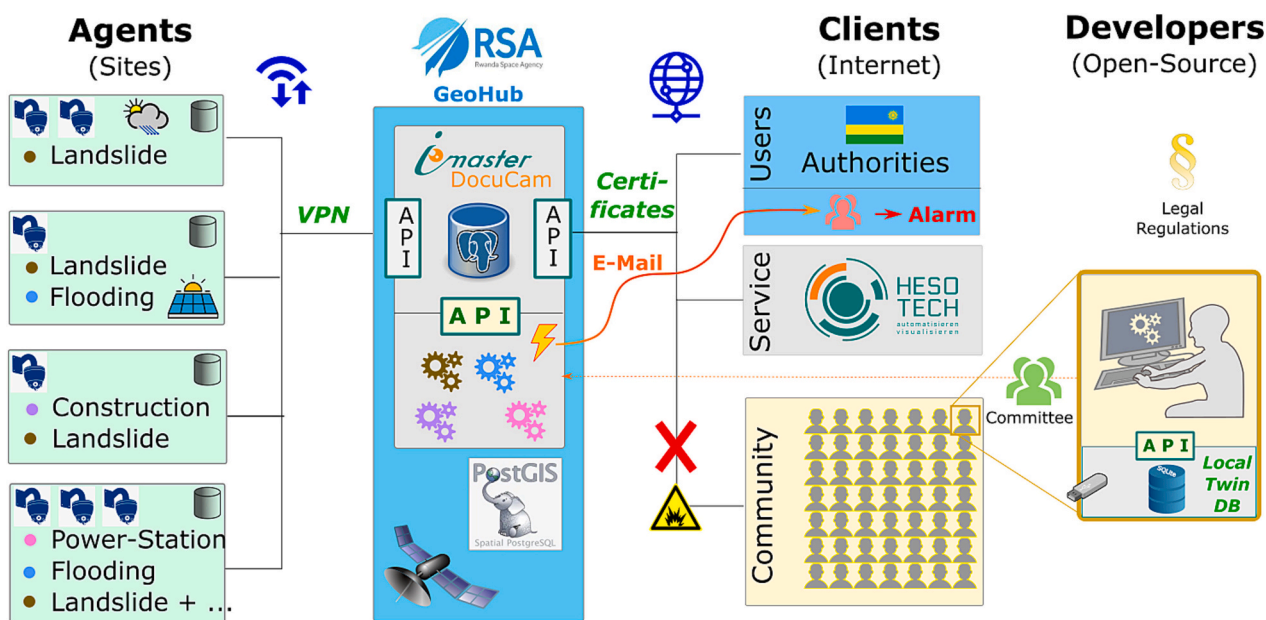 Agents
(Sites)
Landslide
Landslide
Flooding
Construction
Landslide
Power-Station
Flooding
Landslide + ...
VPN
RSA
Rwanda Space Agency
GeoHub
imaster
DocuCam
API
API
API
PostGIS
Spatial PostgreSQL
Certi-
ficates
E-Mail
Clients
(Internet)
Users
Authorities
Alarm
Service
HESO
TECH
automatisieren
visualisieren
Community
Developers
(Open-Source)
§
Legal
Regulations
Committee
API
SQLite
Local
Twin
DB